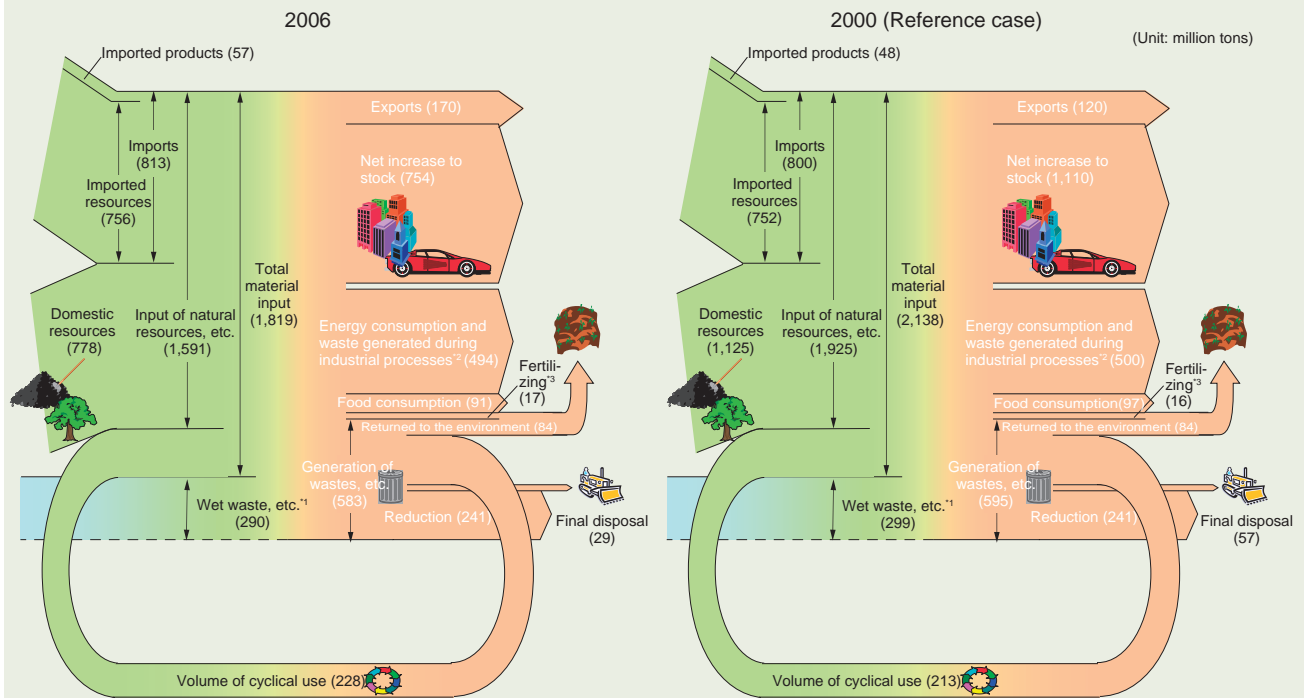 2006
Imported products (57)
Exports (170)
Imports
(813)
Net increase to
stock (754)
Imported
resources
(756)
Total
material
input
(1,819)
Domestic
resources
(778)
Input of natural
resources, etc.
(1,591)
Energy consumption and
waste generated during
industrial processes*2 (494)
Fertili-
zing*3
(17)
Food consumption (91)
Returned to the environment (84)
Generation of
wastes, etc.
(583)
Wet waste, etc.*1
(290)
Reduction (241)
Final disposal
(29)
Volume of cyclical use (228)
2000 (Reference case)
(Unit: million tons)
Imported products (48)
Exports (120)
Imports
(800)
Net increase to
stock (1,110)
Imported
resources
(752)
Total
material
input
(2,138)
Domestic
resources
(1,125)
Input of natural
resources, etc.
(1,925)
Energy consumption and
waste generated during
industrial processes*2 (500)
Fertili-
zing*3
(16)
Food consumption(97)
Returned to the environment (84)
Generation of
wastes, etc.
(595)
Wet waste, etc.*1
(299)
Reduction (241)
Final disposal
(57)
Volume of cyclical use (213)